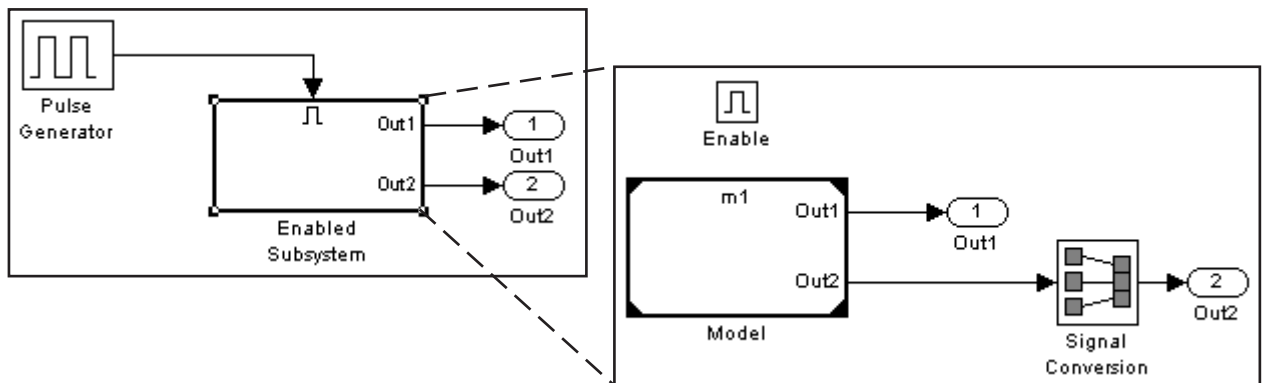 Pulse
Generator
Out1
1
Out1
Out2
2
Out2
Enabled
Subsystem
Enable
m1
Out1
1
Out1
Out2
2
Out2
Model
Signal
Conversion